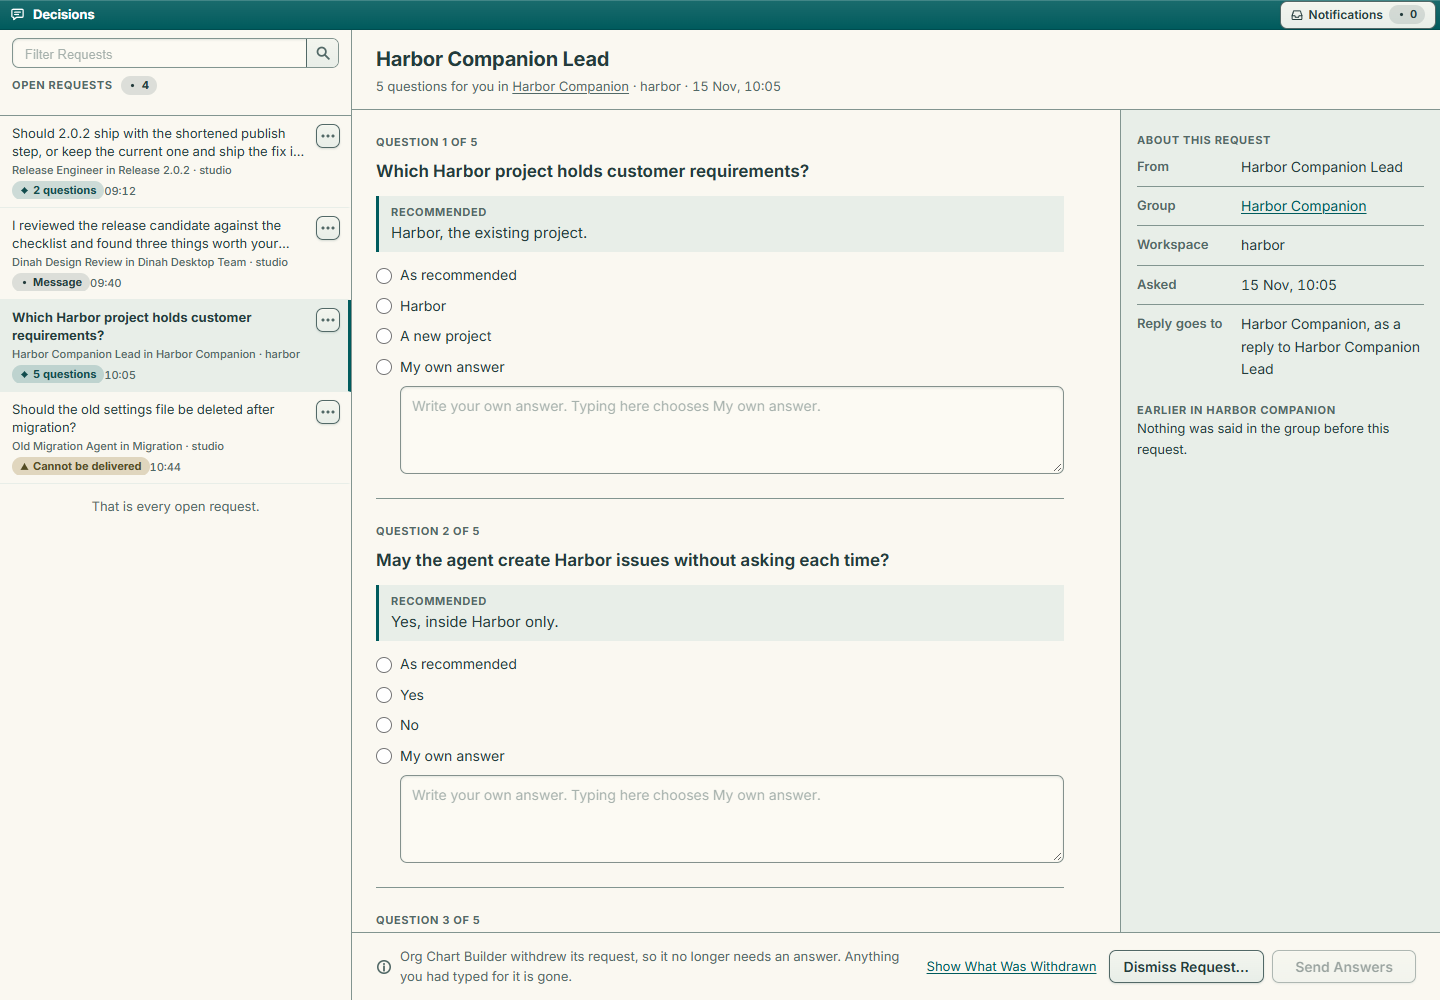 Decisions
Notifications • 0
Filter Requests
OPEN REQUESTS • 4
Should 2.0.2 ship with the shortened publish
step, or keep the current one and ship the fix i...
Release Engineer in Release 2.0.2 · studio
2 questions 09:12
I reviewed the release candidate against the
checklist and found three things worth your...
Dinah Design Review in Dinah Desktop Team · studio
• Message 09:40
Which Harbor project holds customer
requirements?
Harbor Companion Lead in Harbor Companion · harbor
5 questions 10:05
Should the old settings file be deleted after
migration?
Old Migration Agent in Migration · studio
Cannot be delivered 10:44
That is every open request.
Harbor Companion Lead
5 questions for you in Harbor Companion · harbor · 15 Nov, 10:05
QUESTION 1 OF 5
Which Harbor project holds customer requirements?
RECOMMENDED
Harbor, the existing project.
As recommended
Harbor
A new project
My own answer
Write your own answer. Typing here chooses My own answer.
QUESTION 2 OF 5
May the agent create Harbor issues without asking each time?
RECOMMENDED
Yes, inside Harbor only.
As recommended
Yes
No
My own answer
Write your own answer. Typing here chooses My own answer.
QUESTION 3 OF 5
ABOUT THIS REQUEST
From Harbor Companion Lead
Group Harbor Companion
Workspace harbor
Asked 15 Nov, 10:05
Reply goes to Harbor Companion, as a
reply to Harbor Companion
Lead
EARLIER IN HARBOR COMPANION
Nothing was said in the group before this
request.
Org Chart Builder withdrew its request, so it no longer needs an answer. Anything
you had typed for it is gone.
Show What Was Withdrawn
Dismiss Request...
Send Answers